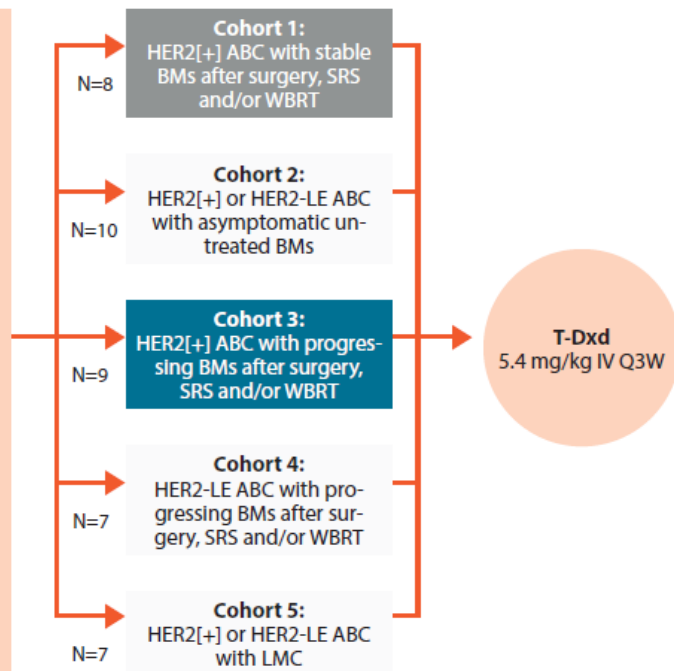 Cohort 1:
HER2[+] ABC with stable
BMs after surgery, SRS
and/or WBRT
N=8
Cohort 2:
HER2[+] or HER2-LE ABC
with asymptomatic un-
treated BMs
N=10
Cohort 3:
HER2[+] ABC with progres-
sing BMs after surgery,
SRS and/or WBRT
N=9
Cohort 4:
HER2-LE ABC with pro-
gressing BMs after sur-
gery, SRS and/or WBRT
N=7
Cohort 5:
HER2[+] or HER2-LE ABC
with LMC
N=7
T-Dxd
5.4 mg/kg IV Q3W